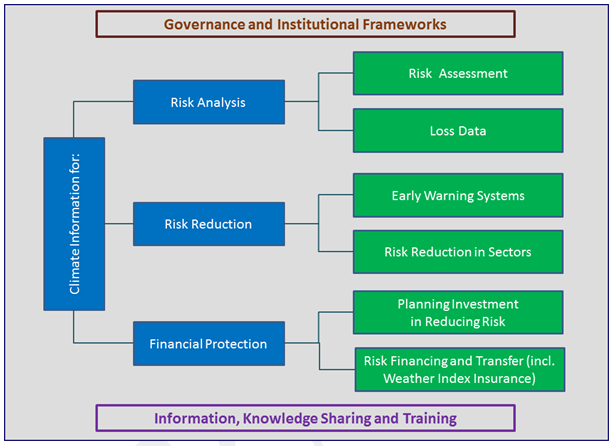 Governance and Institutional Frameworks
Risk Assessment
Risk Analysis
Loss Data
Climate Information for:
Early Warning Systems
Risk Reduction
Risk Reduction in Sectors
Planning Investment
in Reducing Risk
Financial Protection
Risk Financing and Transfer (incl.
Weather Index Insurance)
Information, Knowledge Sharing and Training